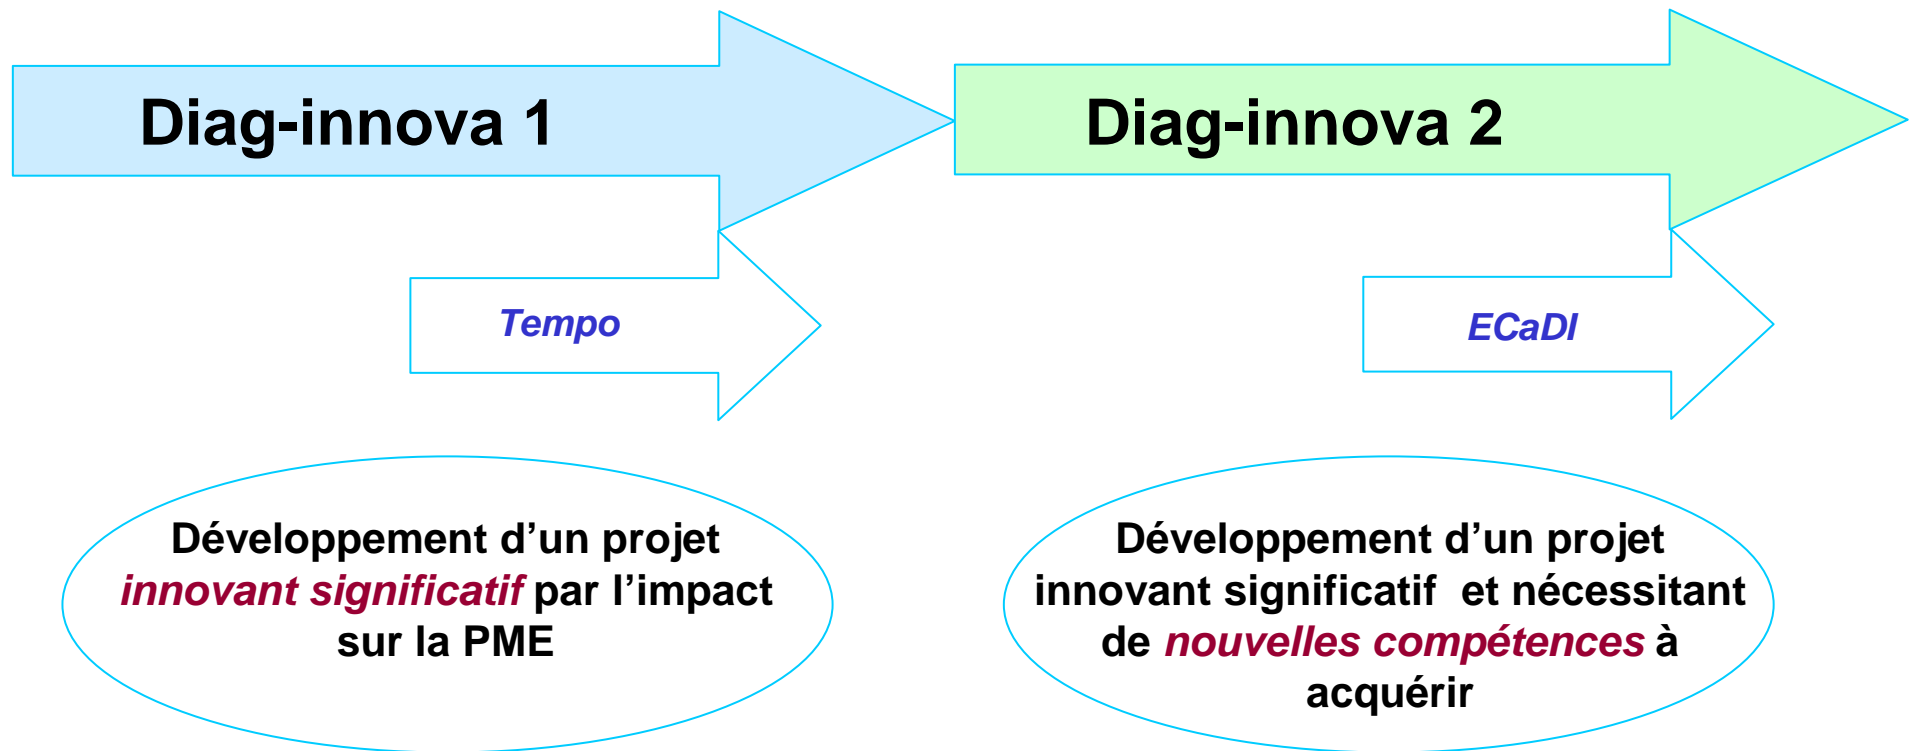 Diag-innova 1
Diag-innova 2
Tempo
ECaDI
Développement d’un projet
innovant significatif par l’impact
sur la PME
Développement d’un projet
innovant significatif  et nécessitant
de nouvelles compétences à
acquérir